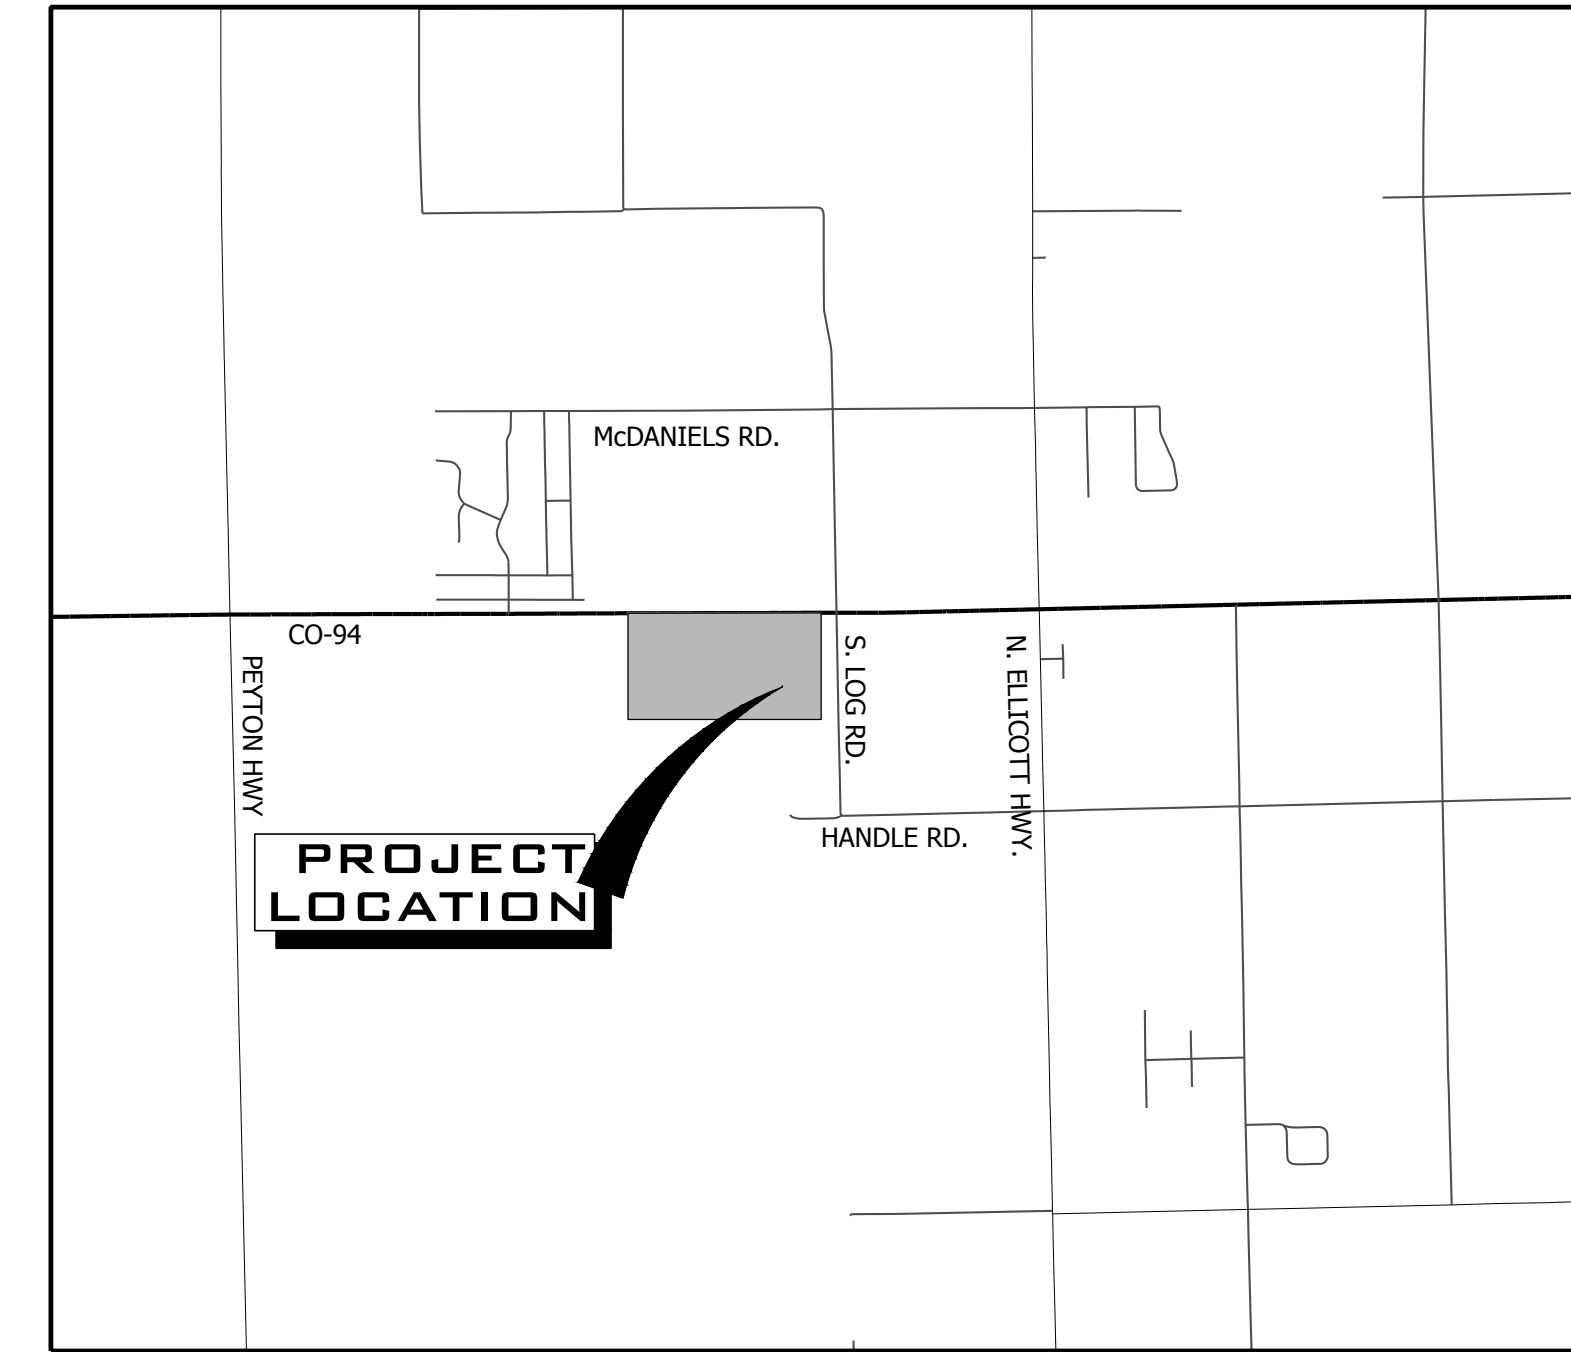 McDANIELS RD.
CO-94
PEYTON HWY
S. LOG RD.
N. ELLICOTT HWY.
HANDLE RD.
PROJECT
LOCATION